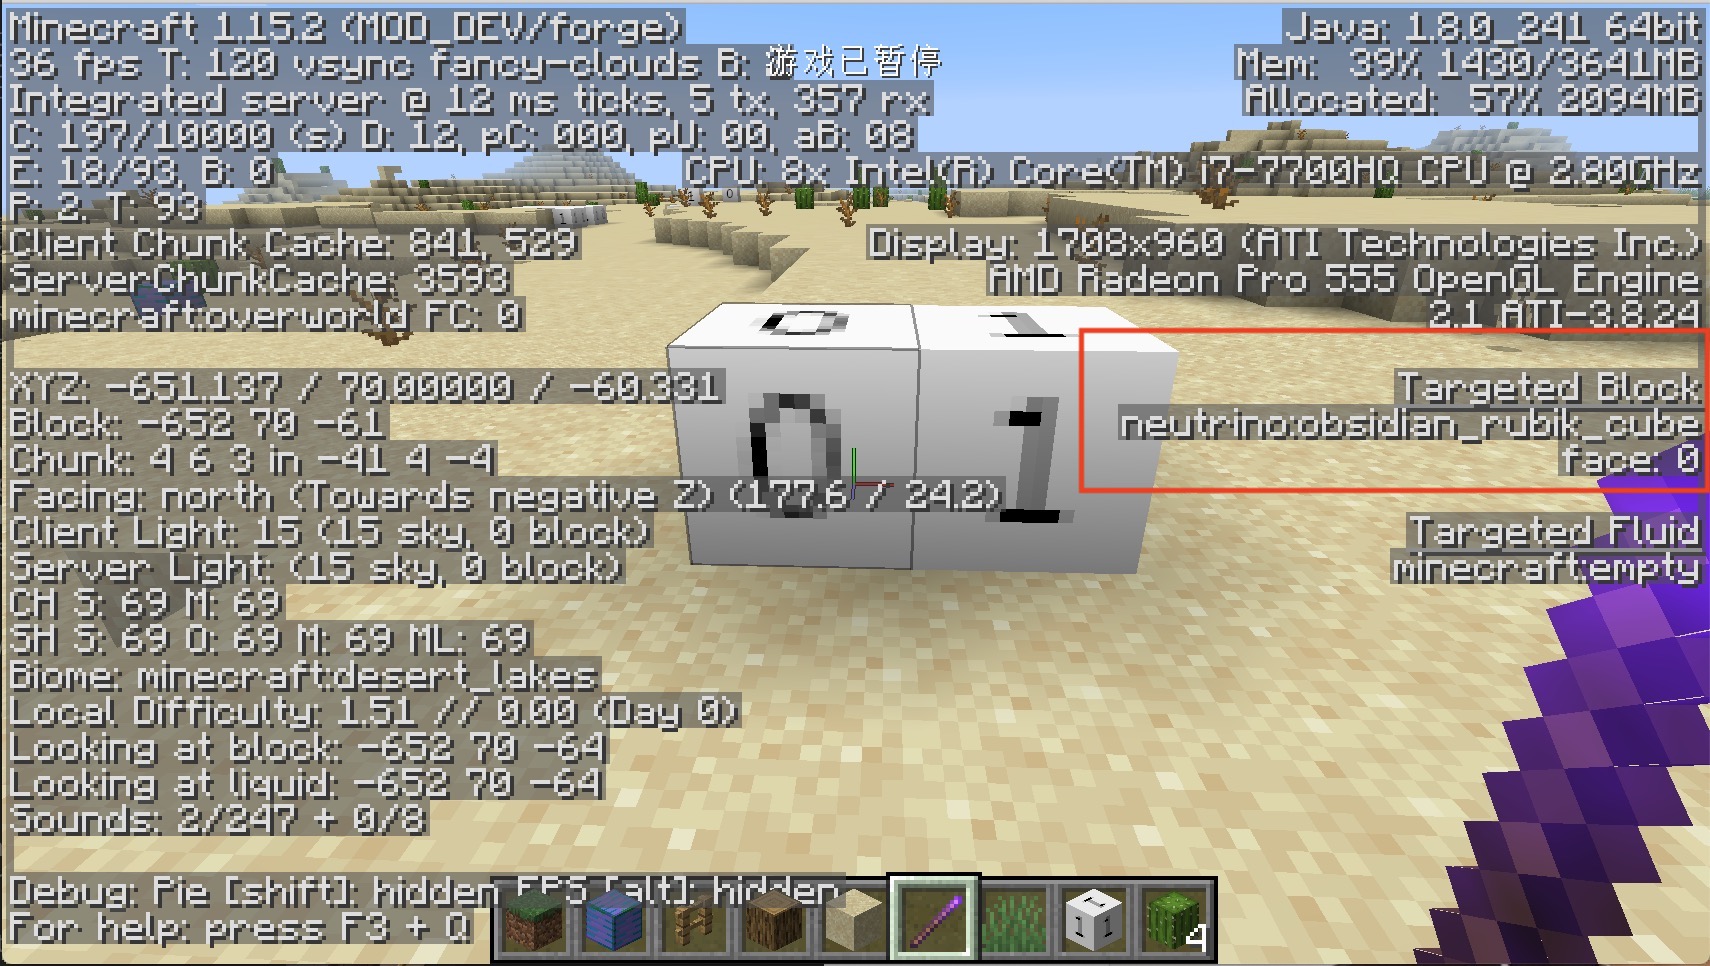 Minecraft 1.15.2 (MOD_DEV/forge)
36 fps T: 120 vsync fancy-clouds B: 游戏已暂停
Integrated server @ 12 ms ticks, 5 tx, 357 rx
C: 197/10000 (s) D: 12, pC: 000, pU: 00, aB: 08
E: 18/93, B: 0
P: 2. T: 93
Client Chunk Cache: 841, 529
ServerChunkCache: 3593
minecraft:overworld FC: 0
XYZ: -651.137 / 70.00000 / -60.331
Block: -652 70 -61
Chunk: 4 6 3 in -41 4 -4
Facing: north (Towards negative Z) (177.6 / 24.2)
Client Light: 15 (15 sky, 0 block)
Server Light: (15 sky, 0 block)
CH S: 69 M: 69
SH S: 69 O: 69 M: 69 ML: 69
Biome: minecraft:desert_lakes
Local Difficulty: 1.51 // 0.00 (Day 0)
Looking at block: -652 70 -64
Looking at liquid: -652 70 -64
Sounds: 2/247 + 0/8
Debug: Pie [shift]: hidden FPS [alt]: hidden
For help: press F3 + Q
Java: 1.8.0_241 64bit
Mem: 39% 1430/3641MB
Allocated: 57% 2094MB
CPU: 8x Intel(R) Core(TM) i7-7700HQ CPU @ 2.80GHz
Display: 1708x960 (ATI Technologies Inc.)
AMD Radeon Pro 555 OpenGL Engine
2.1 ATI-3.8.24
Targeted Block
neutrino:obsidian_rubik_cube
face: 0
Targeted Fluid
minecraft:empty
0 1
0 1
4